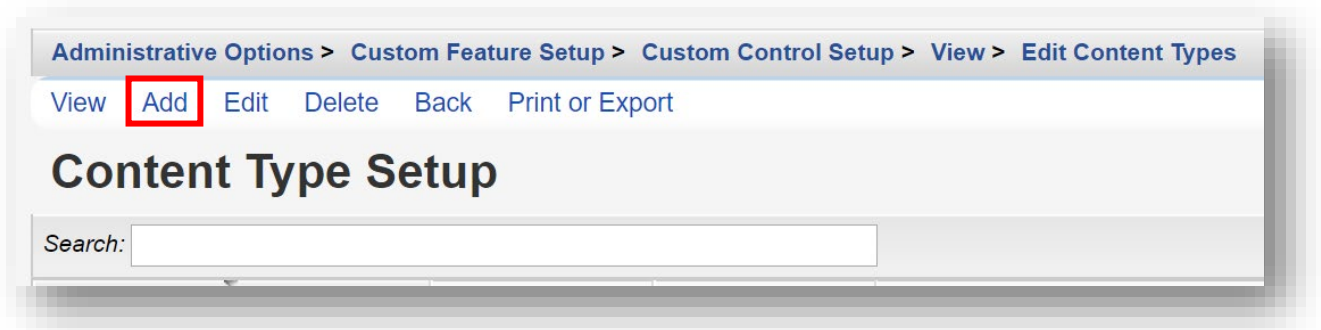 Administrative Options > Custom Feature Setup > Custom Control Setup > View > Edit Content Types
View Add Edit Delete Back Print or Export
Content Type Setup
Search: